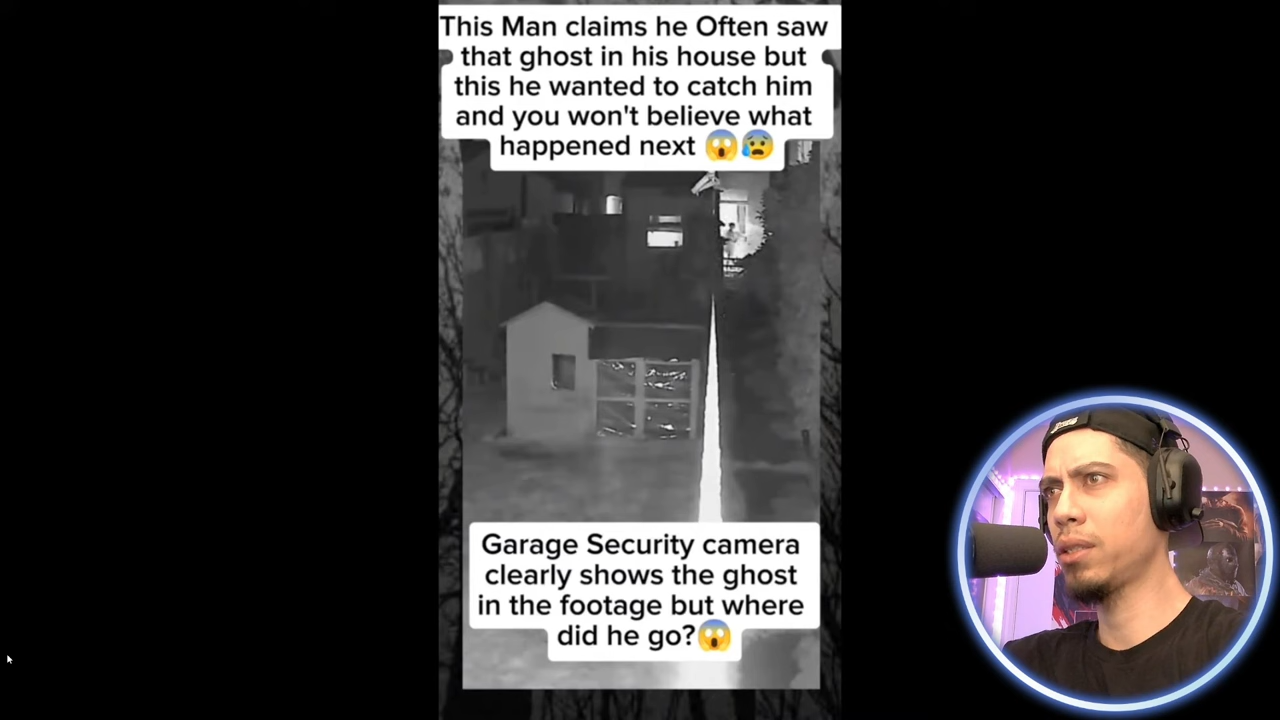 This Man claims he Often saw
that ghost in his house but
this he wanted to catch him
and you won't believe what
happened next 😱😰
Garage Security camera
clearly shows the ghost
in the footage but where
did he go?😱